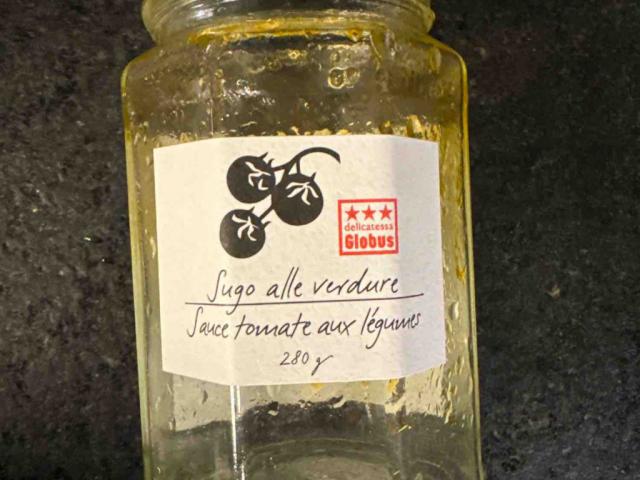 ★★★
delicatessa
Globus
Sugo alle verdure
Sauce tomate aux légumes
280 g